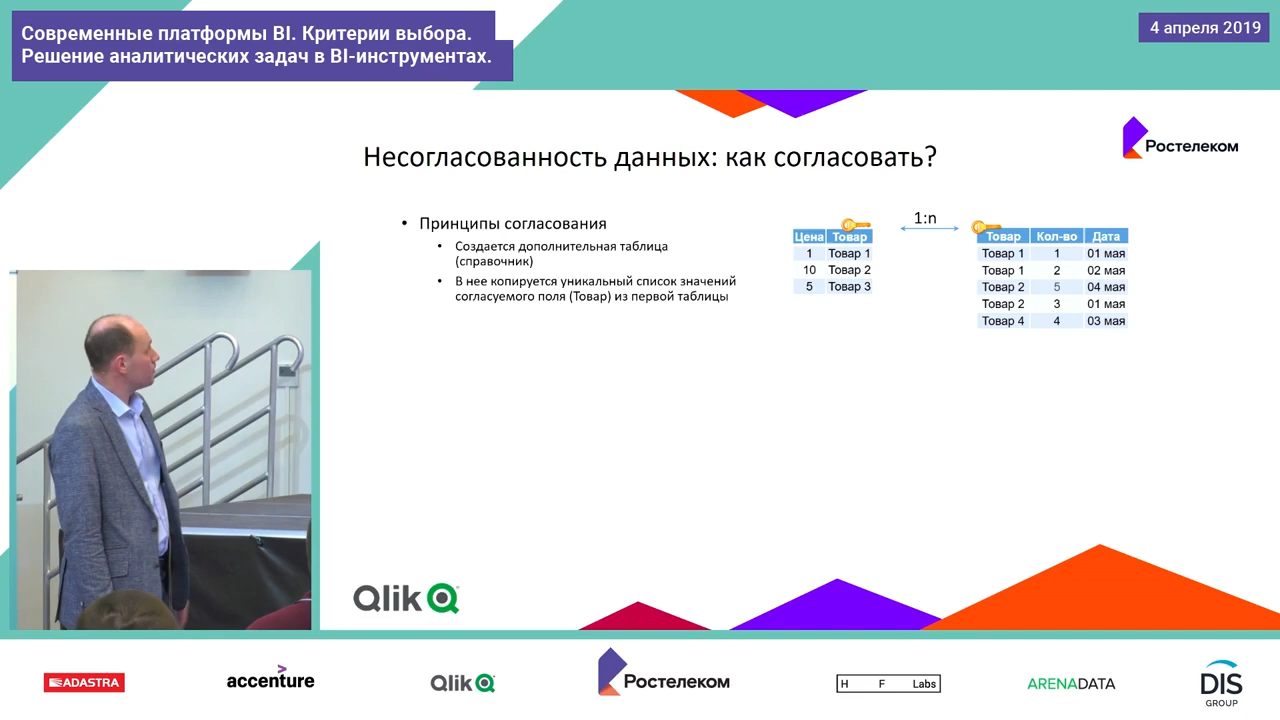 Современные платформы BI. Критерии выбора.
Решение аналитических задач в BI-инструментах.
4 апреля 2019
Ростелеком
Несогласованность данных: как согласовать?
• Принципы согласования
• Создается дополнительная таблица
(справочник)
• В нее копируется уникальный список значений
согласуемого поля (Товар) из первой таблицы
1:n
Цена Товар
1 Товар 1
10 Товар 2
5 Товар 3
Товар Кол-во Дата
Товар 1 1 01 мая
Товар 1 2 02 мая
Товар 2 5 04 мая
Товар 2 3 01 мая
Товар 4 4 03 мая
Qlik
ADASTRA
accenture
Qlik
Ростелеком
H F Labs
ARENADATA
DIS
GROUP